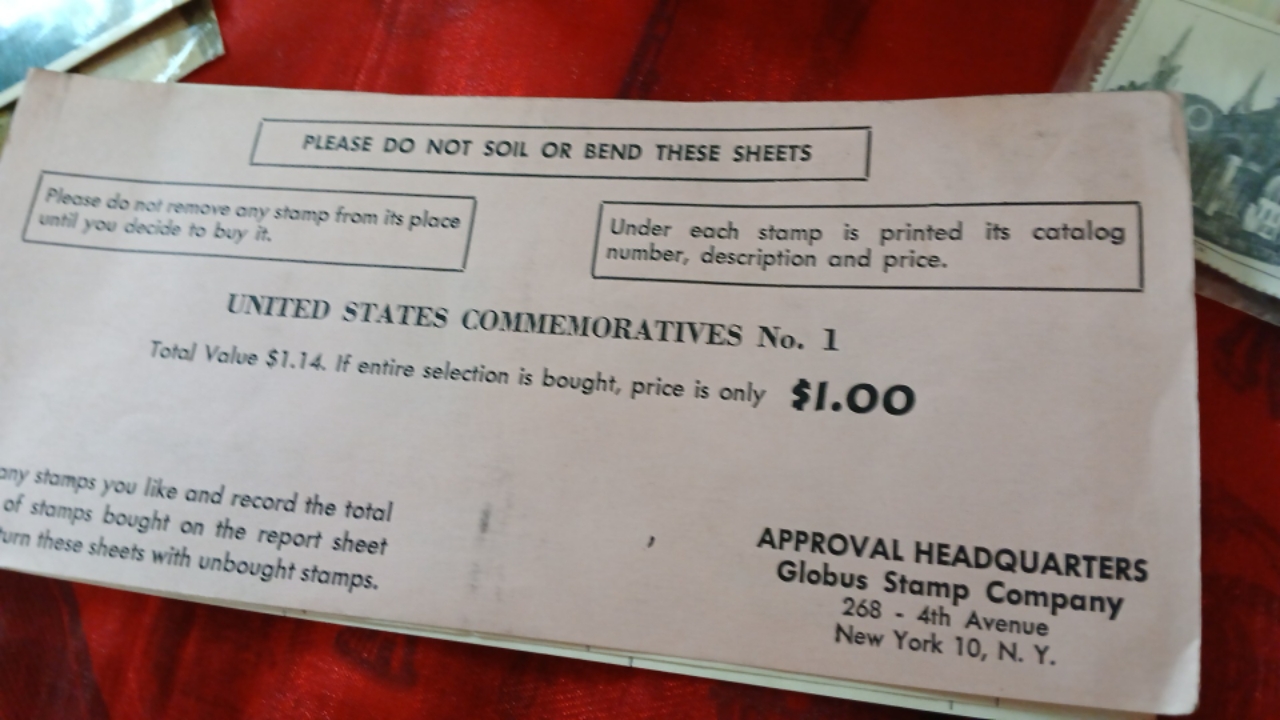 PLEASE DO NOT SOIL OR BEND THESE SHEETS
Please do not remove any stamp from its place
until you decide to buy it.
Under each stamp is printed its catalog
number, description and price.
UNITED STATES COMMEMORATIVES No. 1
Total Value $1.14. If entire selection is bought, price is only $1.00
any stamps you like and record the total
of stamps bought on the report sheet
these sheets with unbought stamps.
APPROVAL HEADQUARTERS
Globus Stamp Company
268 - 4th Avenue
New York 10, N. Y.